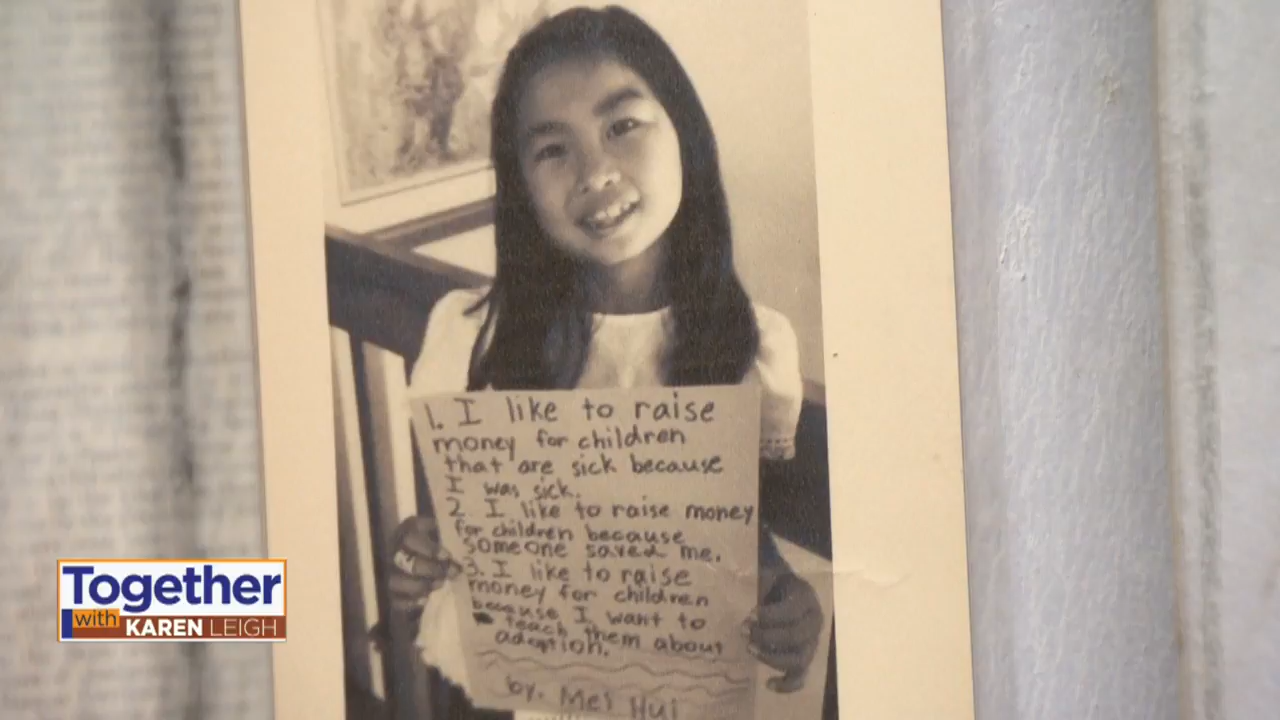 1. I like to raise
money for children
that are sick because
I was sick.
2. I like to raise money
for children because
someone saved me.
3. I like to raise
money for children
because I want to
teach them about
adoption.
by. Mei Hui
Together
with KAREN LEIGH